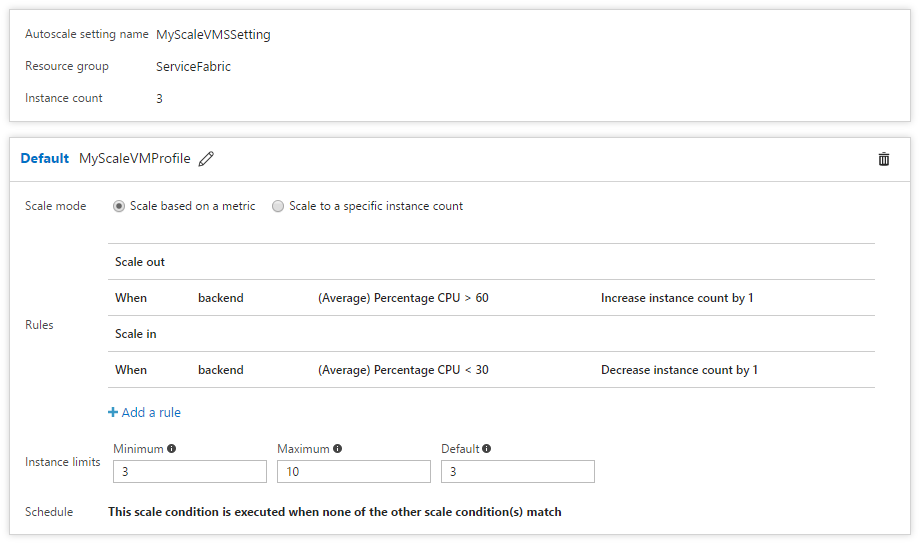 Autoscale setting name MyScaleVMSSetting
Resource group ServiceFabric
Instance count 3
Default MyScaleVMProfile
Scale mode Scale based on a metric Scale to a specific instance count
Scale out
When backend (Average) Percentage CPU > 60 Increase instance count by 1
Rules
Scale in
When backend (Average) Percentage CPU < 30 Decrease instance count by 1
+ Add a rule
Minimum Maximum Default
Instance limits 3 10 3
Schedule This scale condition is executed when none of the other scale condition(s) match